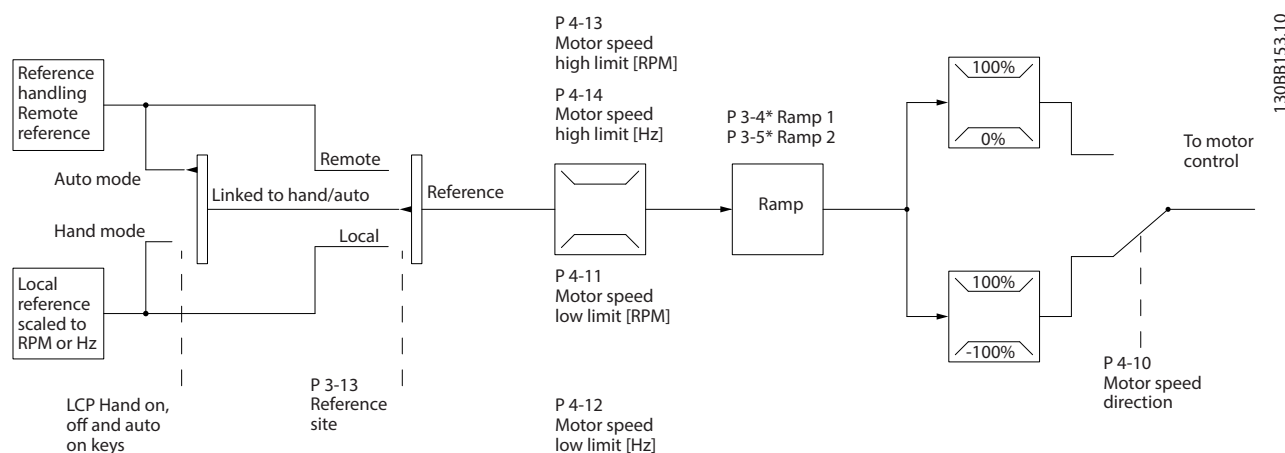 P 4-13
Motor speed
high limit [RPM]
P 4-14
Motor speed
high limit [Hz]
130BB153.10
Reference
handling
Remote
reference
100%
0%
P 3-4* Ramp 1
P 3-5* Ramp 2
To motor
control
Auto mode
Remote
Linked to hand/auto
Reference
Ramp
Hand mode
Local
Local
reference
scaled to
RPM or Hz
P 4-11
Motor speed
low limit [RPM]
100%
-100%
P 4-10
Motor speed
direction
LCP Hand on,
off and auto
on keys
P 3-13
Reference
site
P 4-12
Motor speed
low limit [Hz]